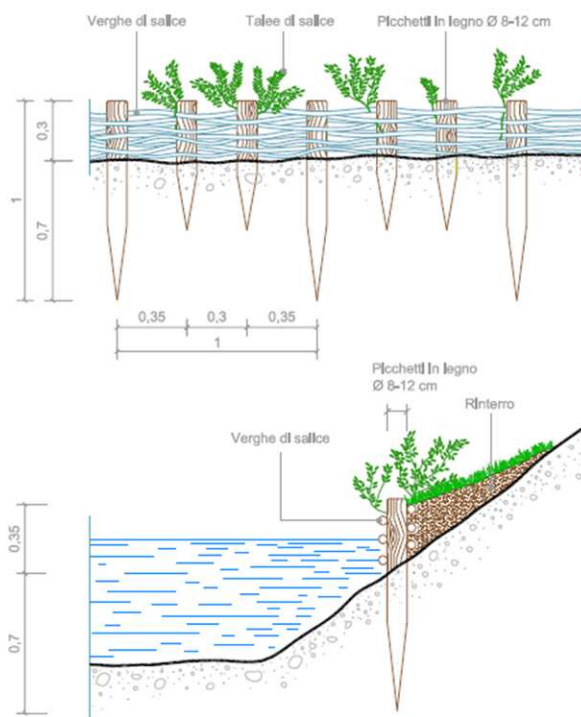 Verghe di salice
Talee di salice
Picchetti in legno Ø 8-12 cm
0,3
1
0,7
0,35
0,3
0,35
1
Picchetti in legno
Ø 8-12 cm
Rinterro
Verghe di salice
0,35
0,7